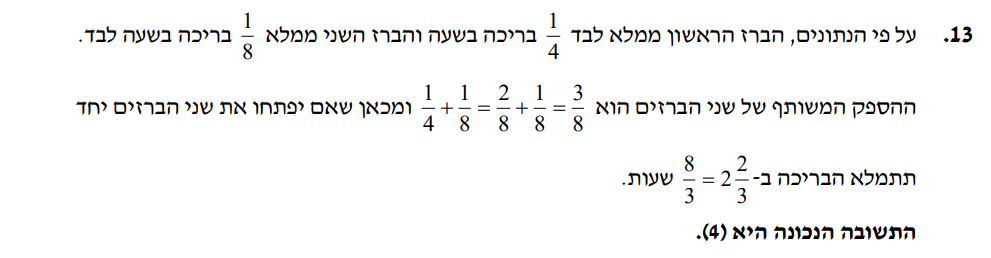 13. על פי הנתונים, הברז הראשון ממלא לבד 1/4 בריכה בשעה והברז השני ממלא 1/8 בריכה בשעה לבד.
ההספק המשותף של שני הברזים הוא 1/4 + 1/8 = 2/8 + 1/8 = 3/8 ומכאן שאם יפתחו את שני הברזים יחד
תתמלא הבריכה ב- 8/3 = 2 2/3 שעות.
התשובה הנכונה היא (4).